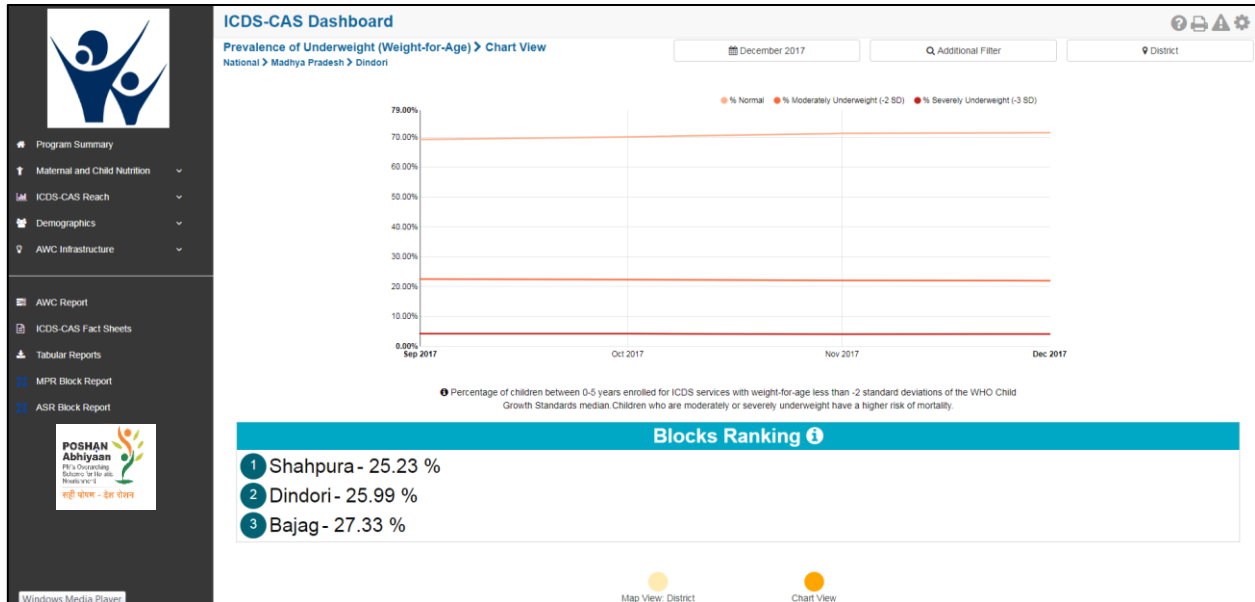 ICDS-CAS Dashboard
Prevalence of Underweight (Weight-for-Age) > Chart View
National > Madhya Pradesh > Dindori
December 2017
Additional Filter
District
Program Summary
Maternal and Child Nutrition
ICDS-CAS Reach
Demographics
AWC Infrastructure
AWC Report
ICDS-CAS Fact Sheets
Tabular Reports
MPR Block Report
ASR Block Report
POSHAN
Abhiyaan
PM's Overarching
Scheme for Holistic
Nourishment
सही पोषण - देश रोशन
Windows Media Player
% Normal % Moderately Underweight (-2 SD) % Severely Underweight (-3 SD)
79.00%
70.00%
60.00%
50.00%
40.00%
30.00%
20.00%
10.00%
0.00%
Sep 2017 Oct 2017 Nov 2017 Dec 2017
Percentage of children between 0-5 years enrolled for ICDS services with weight-for-age less than -2 standard deviations of the WHO Child
Growth Standards median.Children who are moderately or severely underweight have a higher risk of mortality.
Blocks Ranking
1 Shahpura - 25.23 %
2 Dindori - 25.99 %
3 Bajag - 27.33 %
Map View: District
Chart View